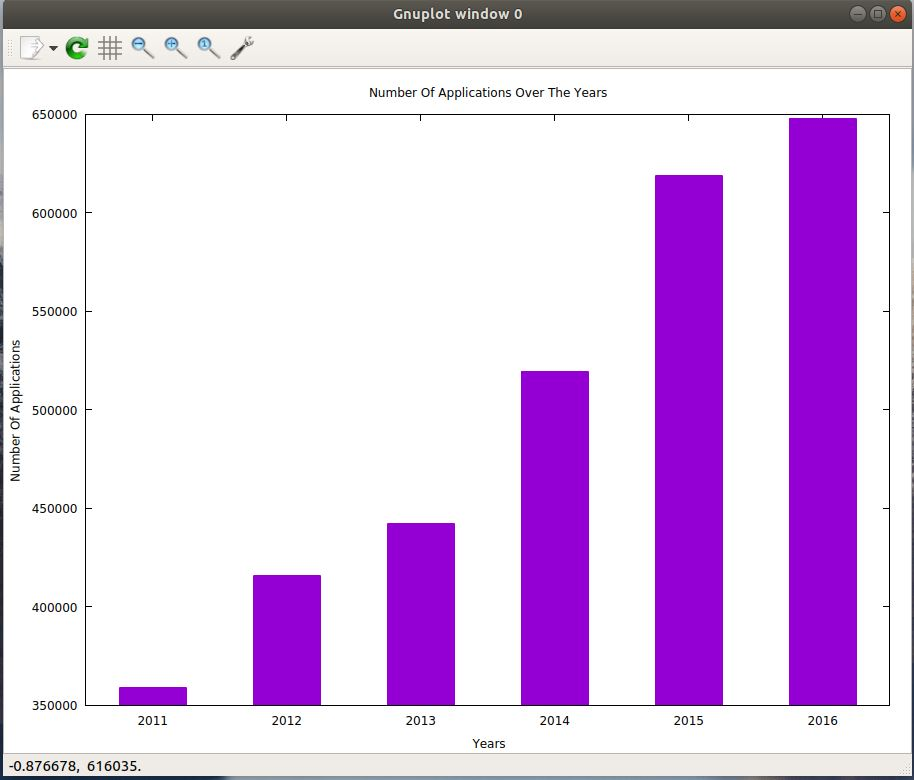 Gnuplot window 0
Number Of Applications Over The Years
650000
600000
550000
500000
450000
400000
350000
Number Of Applications
2011 2012 2013 2014 2015 2016
Years
-0.876678, 616035.